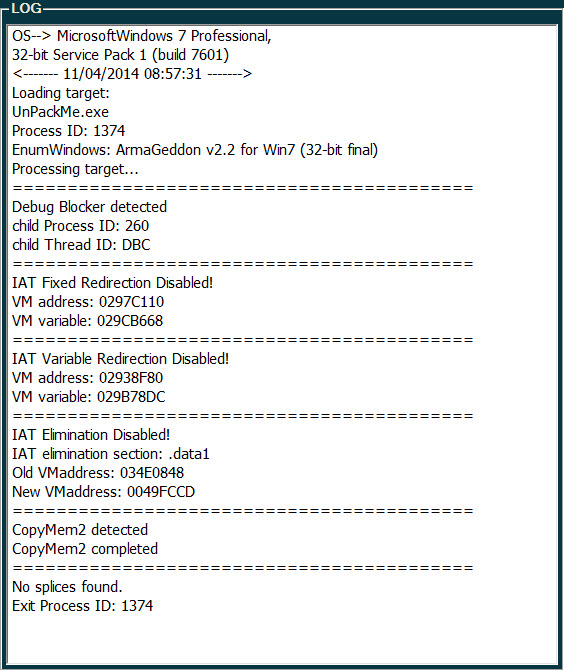 LOG
OS--> MicrosoftWindows 7 Professional,
32-bit Service Pack 1 (build 7601)
<------- 11/04/2014 08:57:31 ------->
Loading target:
UnPackMe.exe
Process ID: 1374
EnumWindows: ArmaGeddon v2.2 for Win7 (32-bit final)
Processing target...
==========================================
Debug Blocker detected
child Process ID: 260
child Thread ID: DBC
==========================================
IAT Fixed Redirection Disabled!
VM address: 0297C110
VM variable: 029CB668
==========================================
IAT Variable Redirection Disabled!
VM address: 02938F80
VM variable: 029B78DC
==========================================
IAT Elimination Disabled!
IAT elimination section: .data1
Old VMaddress: 034E0848
New VMaddress: 0049FCCD
==========================================
CopyMem2 detected
CopyMem2 completed
==========================================
No splices found.
Exit Process ID: 1374